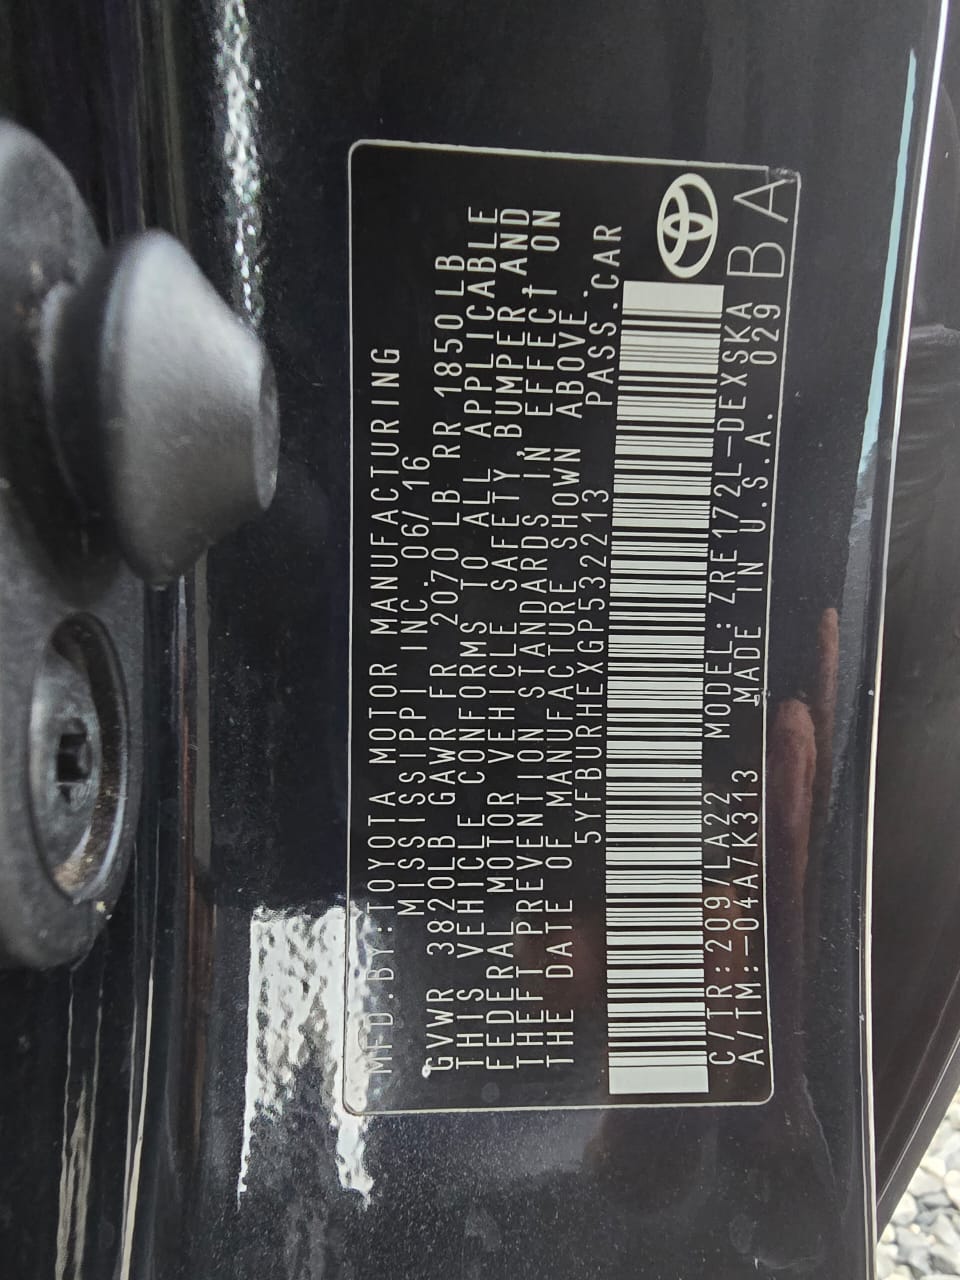 MFD.BY:TOYOTA MOTOR MANUFACTURING
MISSISSIPPI INC. 06/16
GVWR 3820LB GAWR FR 2070 LB RR 1850LB
THIS VEHICLE CONFORMS TO ALL APPLICABLE
FEDERAL MOTOR VEHICLE SAFETY, BUMPER, AND
THEFT PREVENTION STANDARDS IN EFFECT ON
THE DATE OF MANUFACTURE SHOWN ABOVE.
5YFBURHEXGP532213 PASS.CAR
C/TR:209/LA22 MODEL:ZRE172L-DEXSKA
A/TM:-04A/K313 MADE IN U.S.A. 029
BA